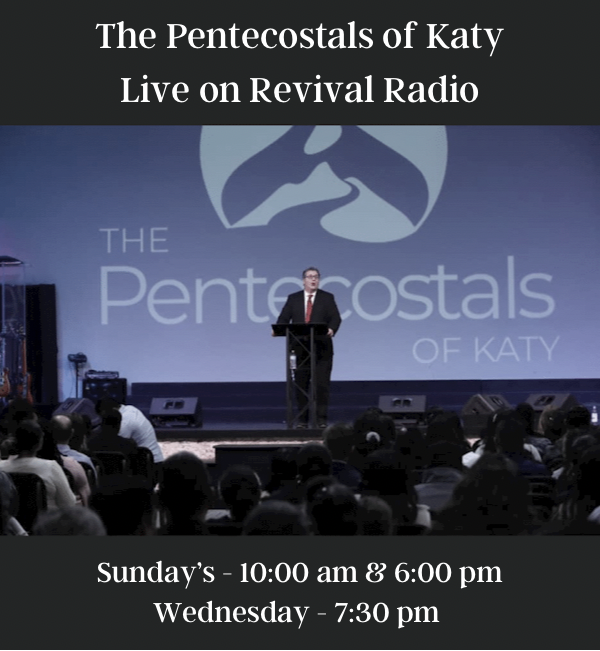 The Pentecostals of Katy
Live on Revival Radio
THE
Pentecostals
OF KATY
Sunday's - 10:00 am & 6:00 pm
Wednesday - 7:30 pm